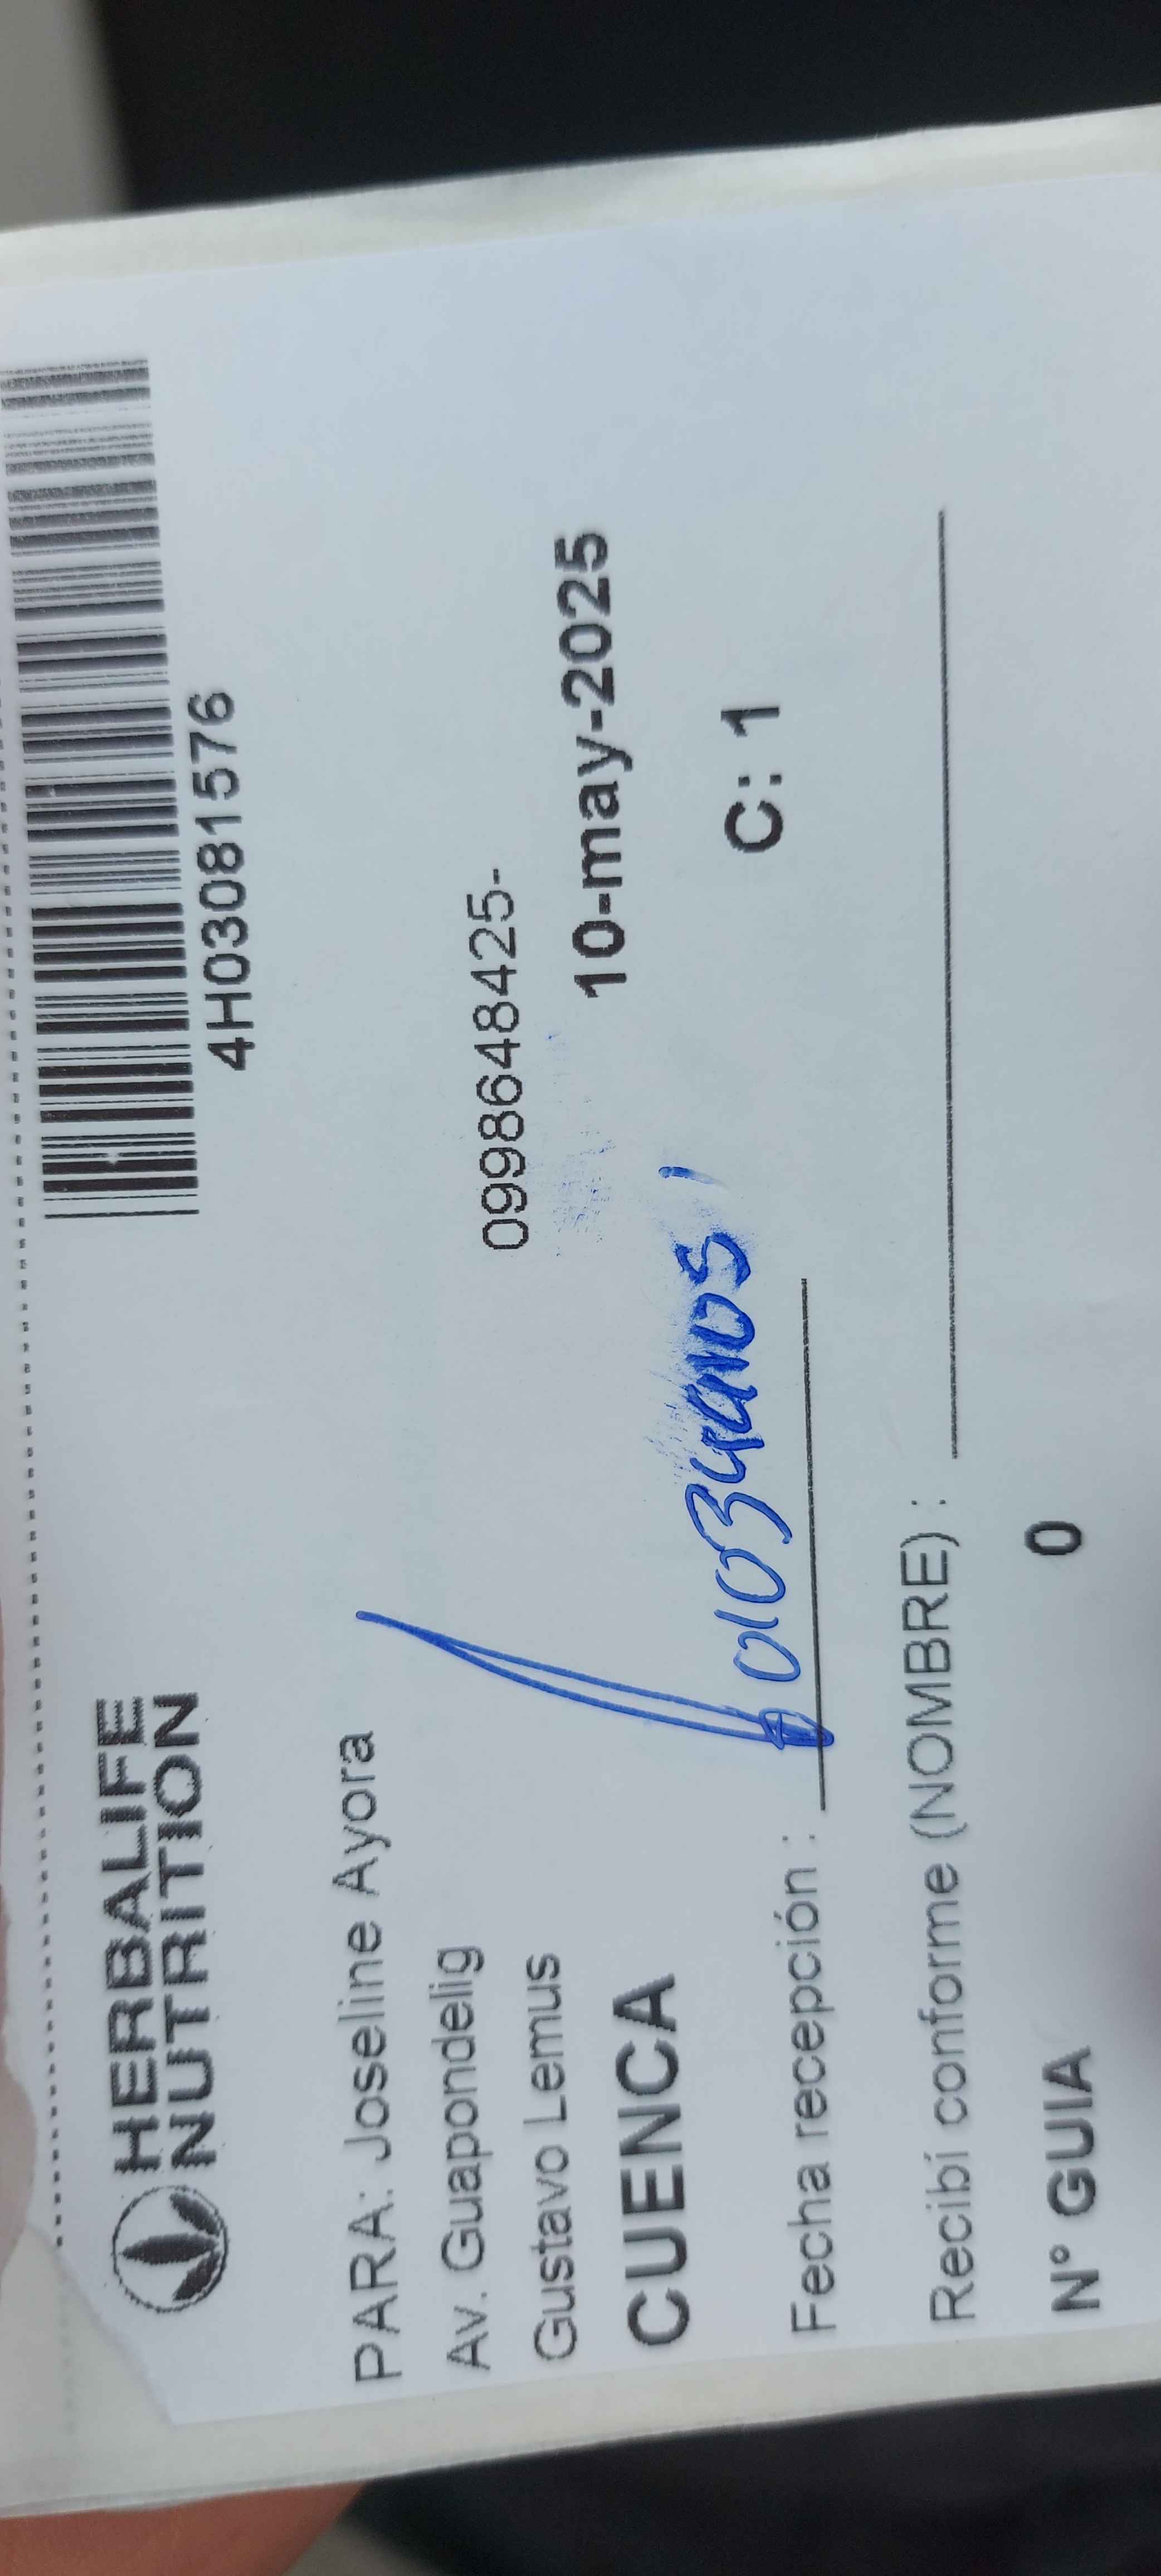 HERBALIFE
NUTRITION
4H03081576
PARA: Joseline Ayora
Av. Guapondelig
0998648425-
Gustavo Lemus
10-may-2025
CUENCA
C: 1
Fecha recepción :
Recibí conforme (NOMBRE) :
N° GUIA 0